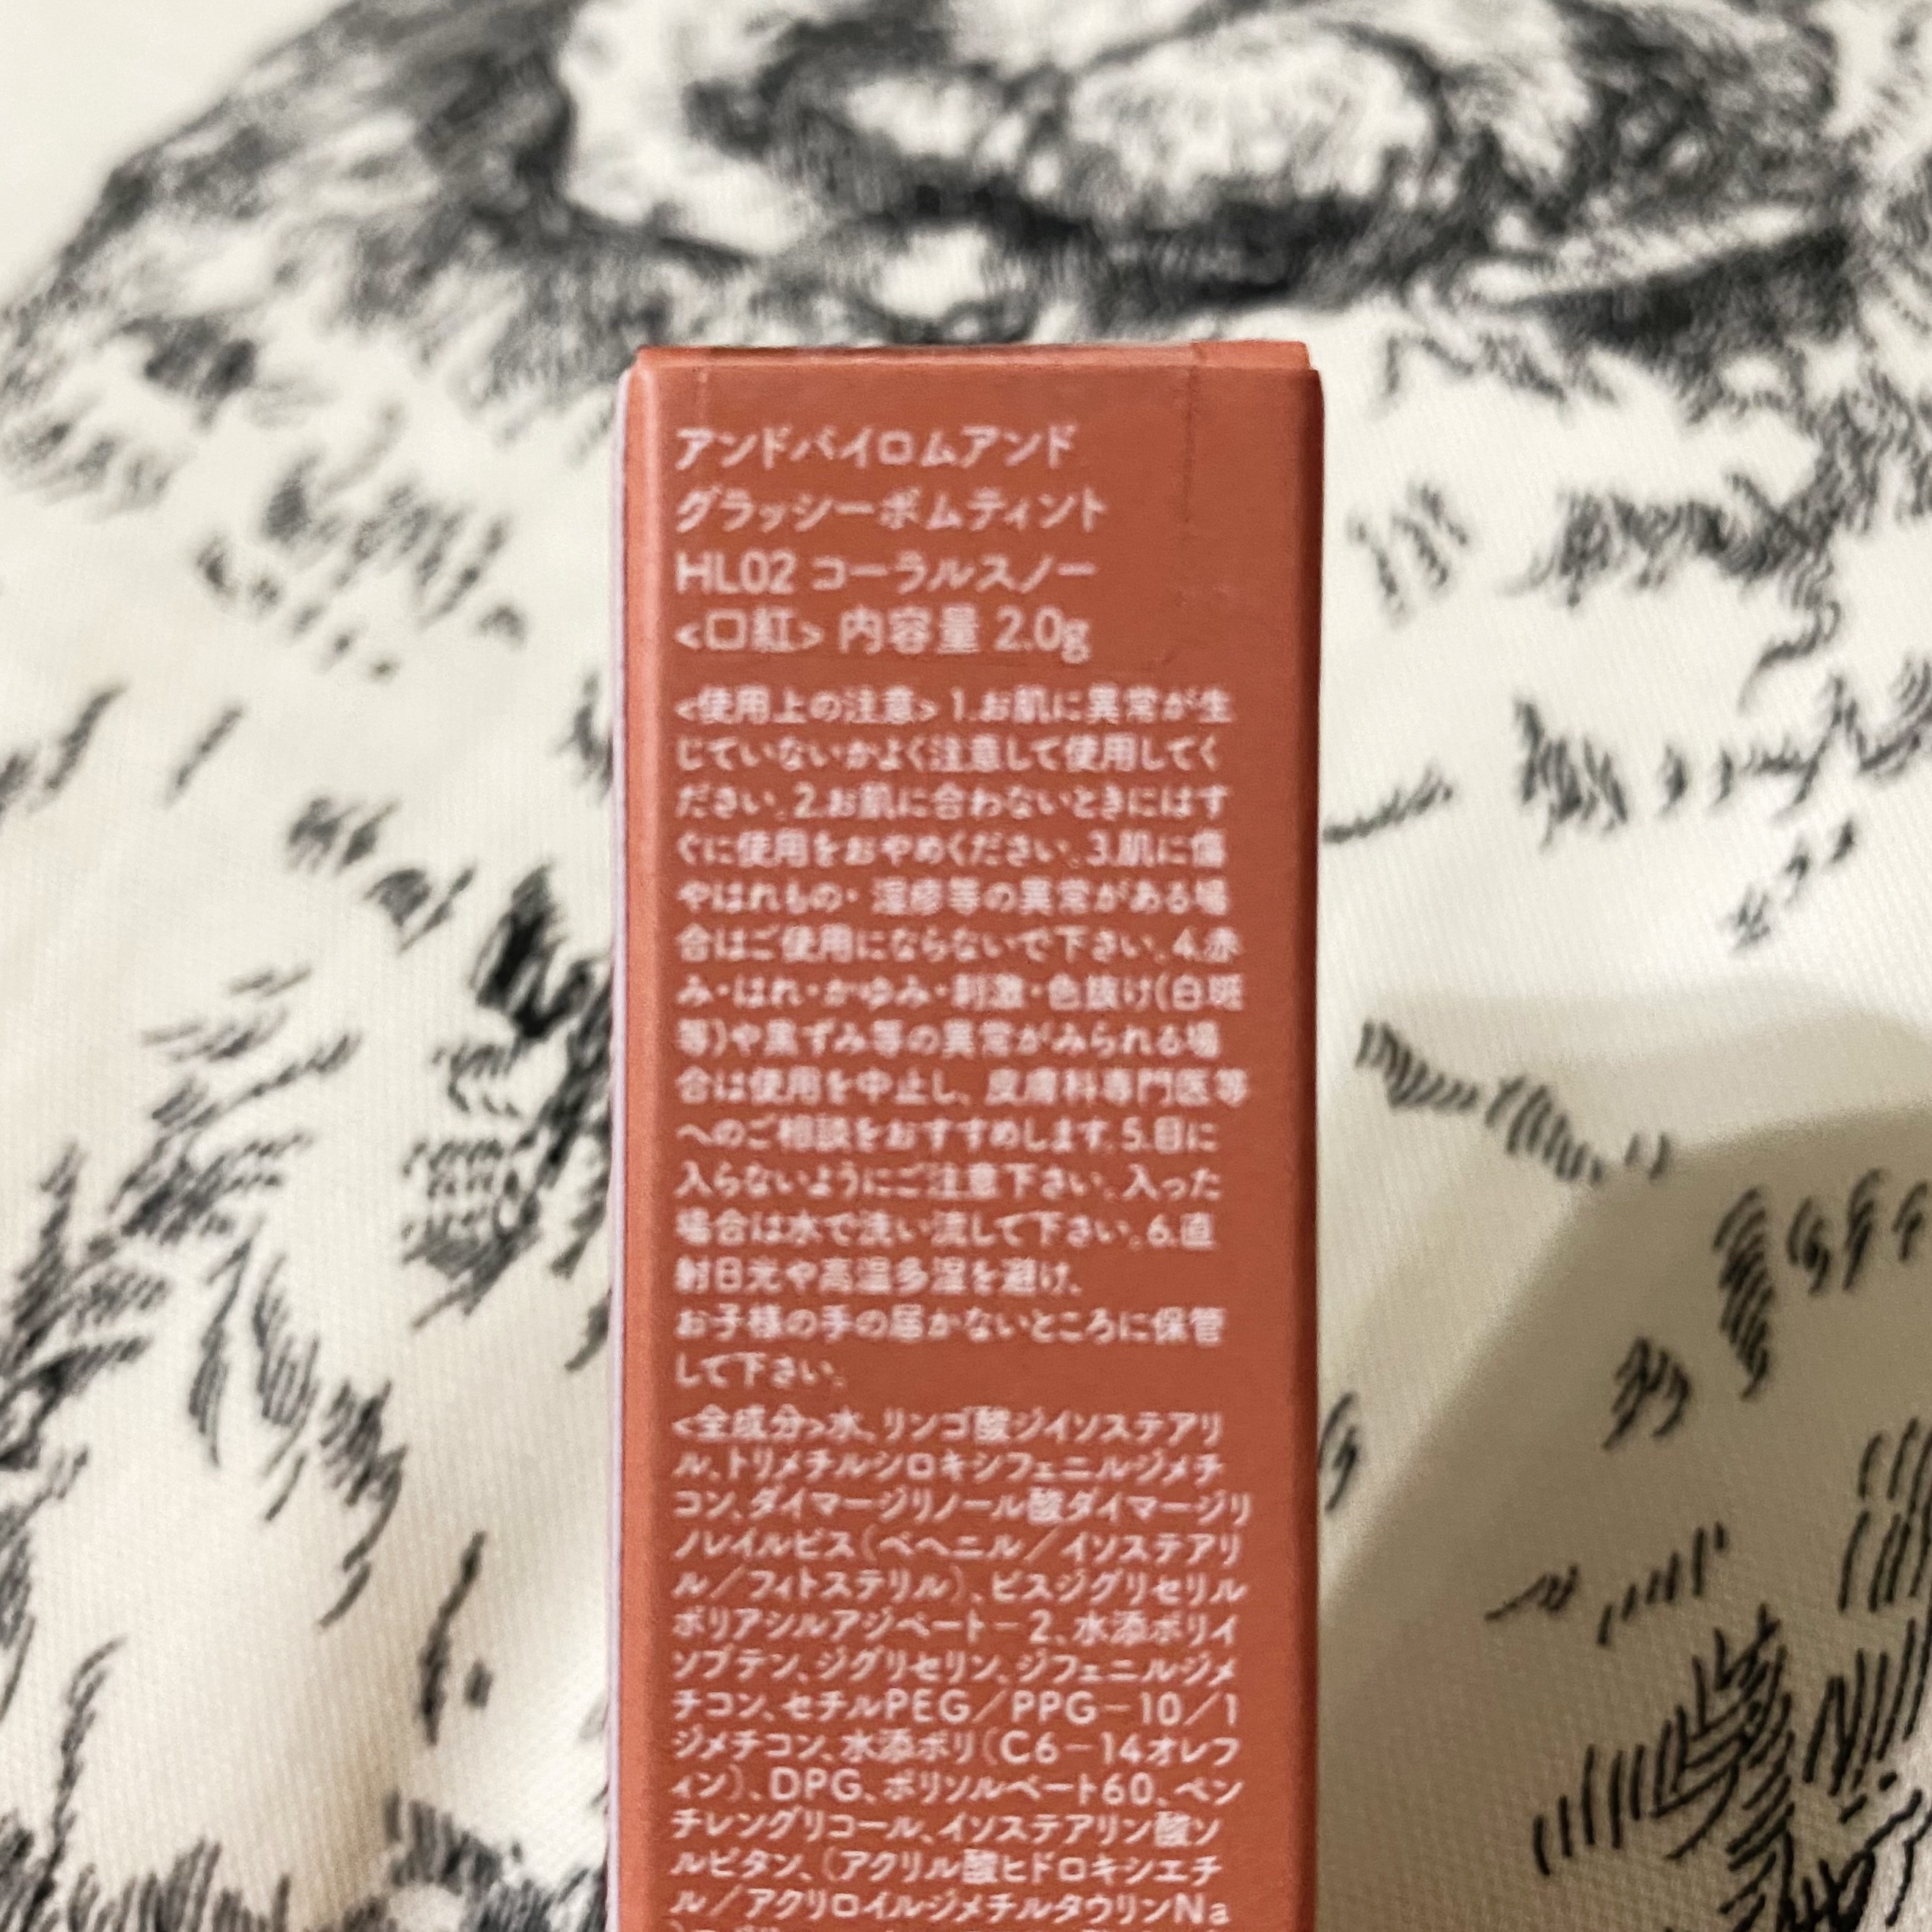 アンドバイロムアンド
グラッシーボムティント
HL02 コーラルスノー
<口紅> 内容量 2.0g
<使用上の注意> 1.お肌に異常が生
じていないかよく注意して使用してく
ださい。2.お肌に合わないときにはす
ぐに使用をおやめください。3.肌に傷
やはれもの・ 湿疹等の異常がある場
合はご使用にならないで下さい。4.赤
み・はれ・かゆみ・刺激・色抜け(白斑
等)や黒ずみ等の異常がみられる場
合は使用を中止し、皮膚科専門医等
へのご相談をおすすめします。5.目に
入らないようにご注意下さい。入った
場合は水で洗い流して下さい。6.直
射日光や高温多湿を避け、
お子様の手の届かないところに保管
して下さい。
<全成分>水、リンゴ酸ジイソステアリ
ル、トリメチルシロキシフェニルジメチ
コン、ダイマージリノール酸ダイマージリ
ノレイルビス(ベヘニル／イソステアリ
ル／フィトステリル)、ビスジグリセリル
ポリアシルアジペート－2、水添ポリイ
ソブテン、ジグリセリン、ジフェニルジメ
チコン、セチルPEG／PPG－10／1
ジメチコン、水添ポリ(C6－14オレフ
ィン)、DPG、ポリソルベート60、ペン
チレングリコール、イソステアリン酸ソ
ルビタン、(アクリル酸ヒドロキシエチ
ル／アクリロイルジメチルタウリンNa